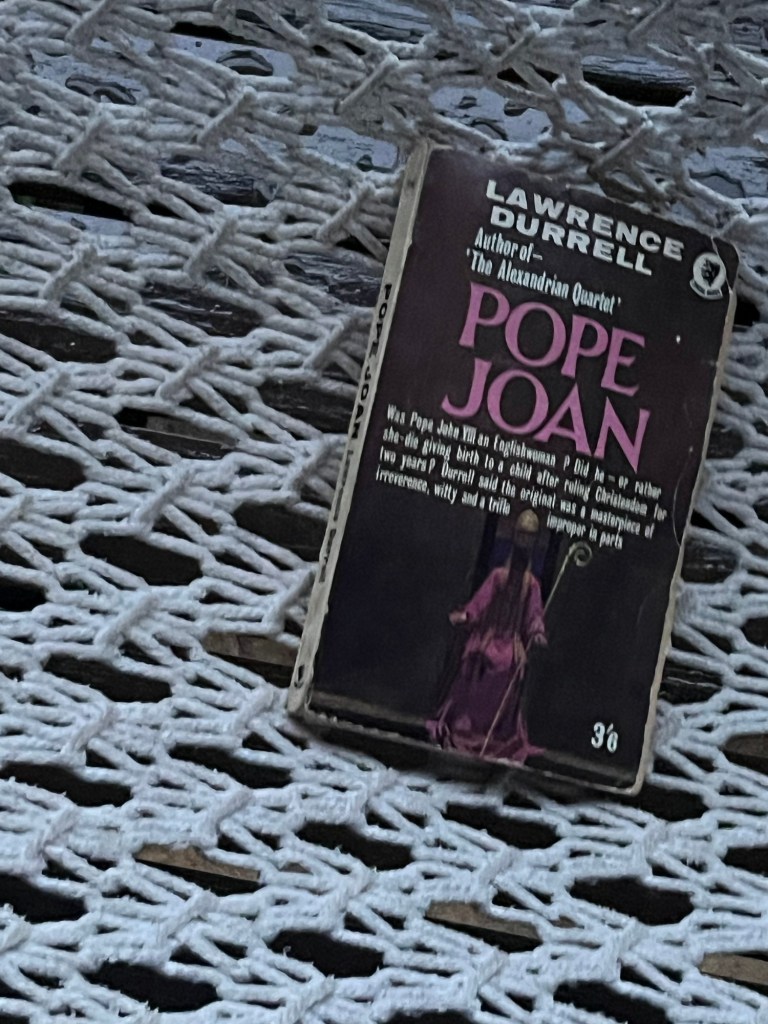 LAWRENCE
DURRELL
Author of—
'The Alexandrian Quartet'
POPE
JOAN
Was Pope John VIII an Englishwoman ? Did he — or rather
she–die giving birth to a child after ruling Christendom for
two years ? Durrell said the original was a masterpiece of
irreverence, witty and a trifle improper in parts
3'6
POPE JOAN